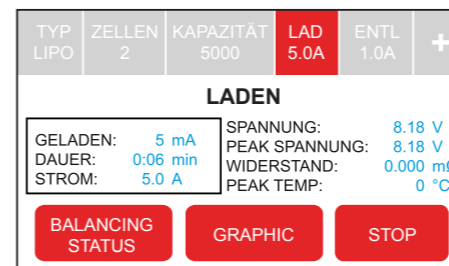 TYP ZELLEN KAPAZITÄT LAD ENTL +
LIPO 2 5000 5.0A 1.0A
LADEN
GELADEN: 5 mA
DAUER: 0:06 min
STROM: 5.0 A
SPANNUNG: 8.18 V
PEAK SPANNUNG: 8.18 V
WIDERSTAND: 0.000 mΩ
PEAK TEMP: 0 °C
BALANCING
STATUS
GRAPHIC
STOP